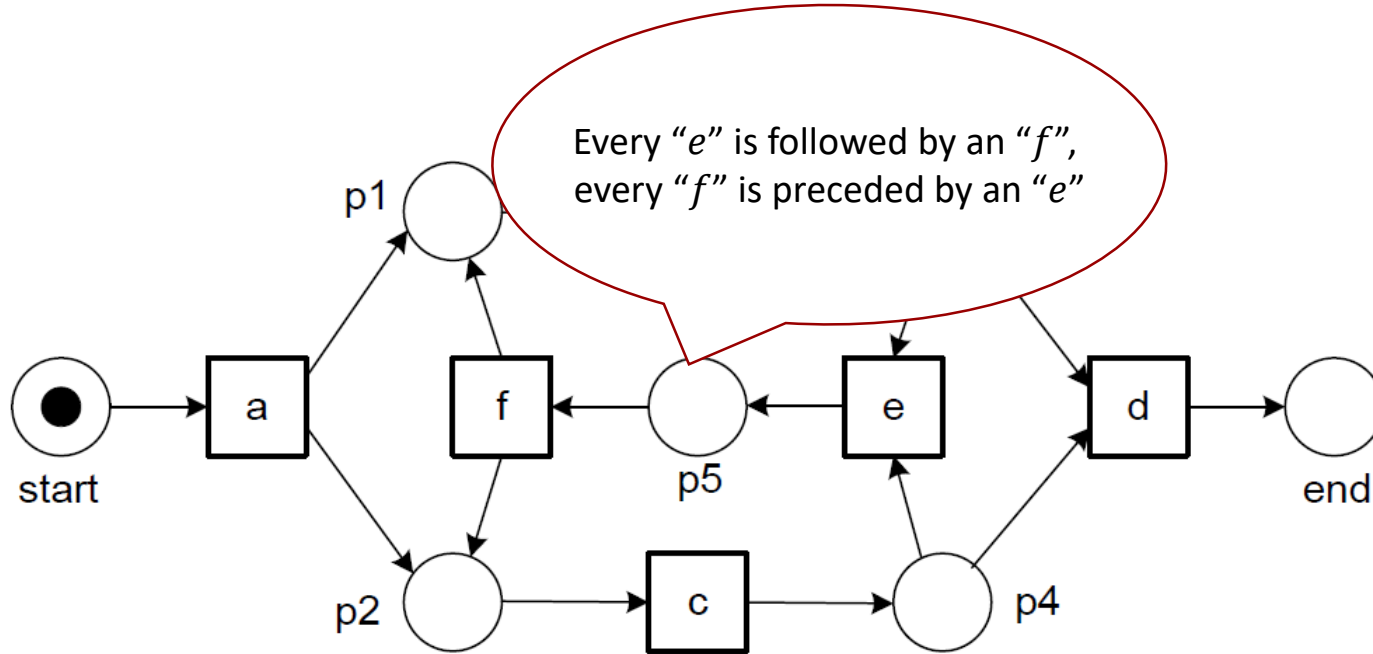 Every “e” is followed by an “f”,
every “f” is preceded by an “e”
p1
a
f
e
d
start
p5
end
p2
c
p4